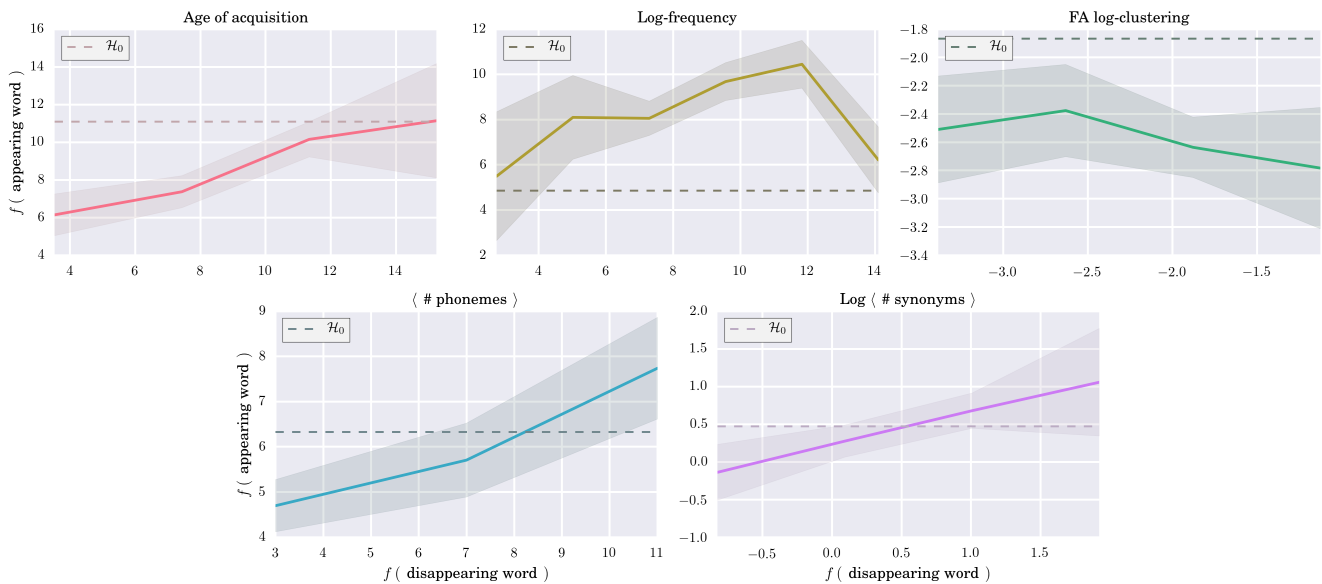 Age of acquisition
Log-frequency
FA log-clustering
f ( appearing word )
16
14
12
10
8
6
4
H₀
4 6 8 10 12 14
12
10
8
6
4
2
H₀
4 6 8 10 12 14
−1.8
−2.0
−2.2
−2.4
−2.6
−2.8
−3.0
−3.2
−3.4
H₀
−3.0 −2.5 −2.0 −1.5
⟨ # phonemes ⟩
Log ⟨ # synonyms ⟩
f ( appearing word )
9
8
7
6
5
4
H₀
3 4 5 6 7 8 9 10 11
f ( disappearing word )
2.0
1.5
1.0
0.5
0.0
−0.5
−1.0
H₀
−0.5 0.0 0.5 1.0 1.5
f ( disappearing word )